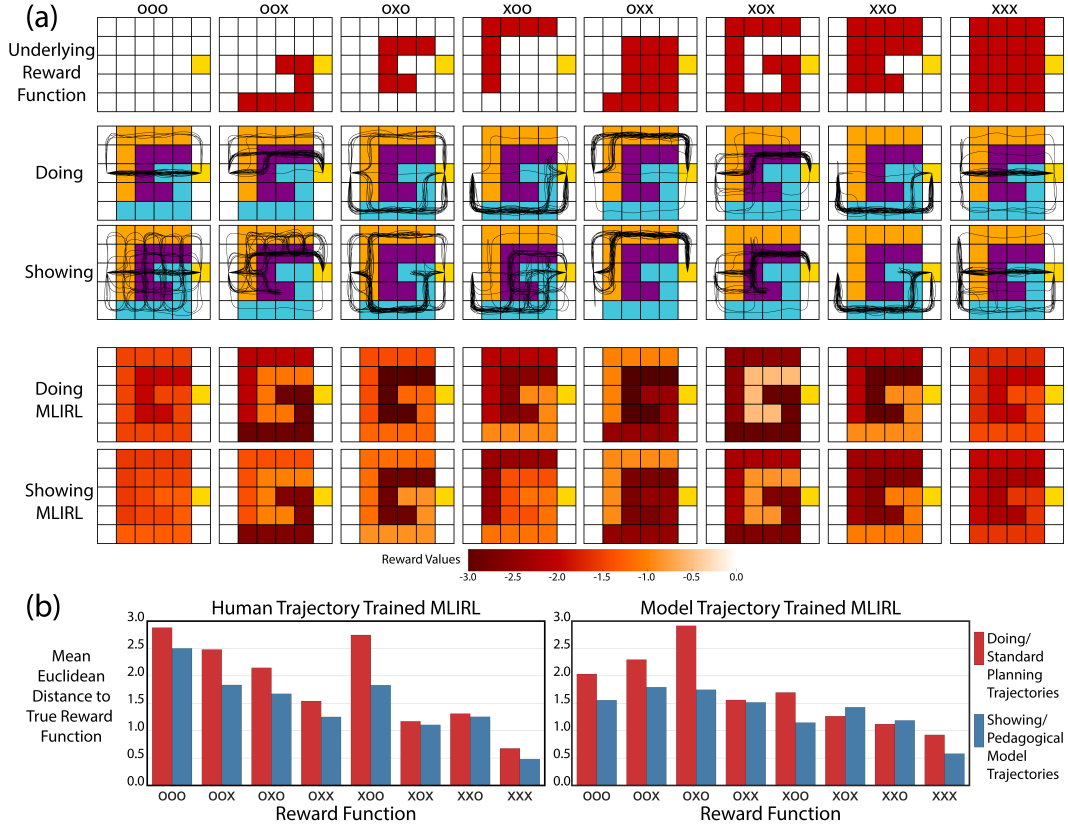 (a)
ooo oox oxo xoo oxx xox xxo xxx
Underlying
Reward
Function
Doing
Showing
Doing
MLIRL
Showing
MLIRL
Reward Values
-3.0 -2.5 -2.0 -1.5 -1.0 -0.5 0.0
(b)
Human Trajectory Trained MLIRL
Mean
Euclidean
Distance to
True Reward
Function
3.0
2.5
2.0
1.5
1.0
0.5
0.0
ooo oox oxo oxx xoo xox xxo xxx
Reward Function
Model Trajectory Trained MLIRL
3.0
2.5
2.0
1.5
1.0
0.5
0.0
ooo oox oxo oxx xoo xox xxo xxx
Reward Function
Doing/
Standard
Planning
Trajectories
Showing/
Pedagogical
Model
Trajectories